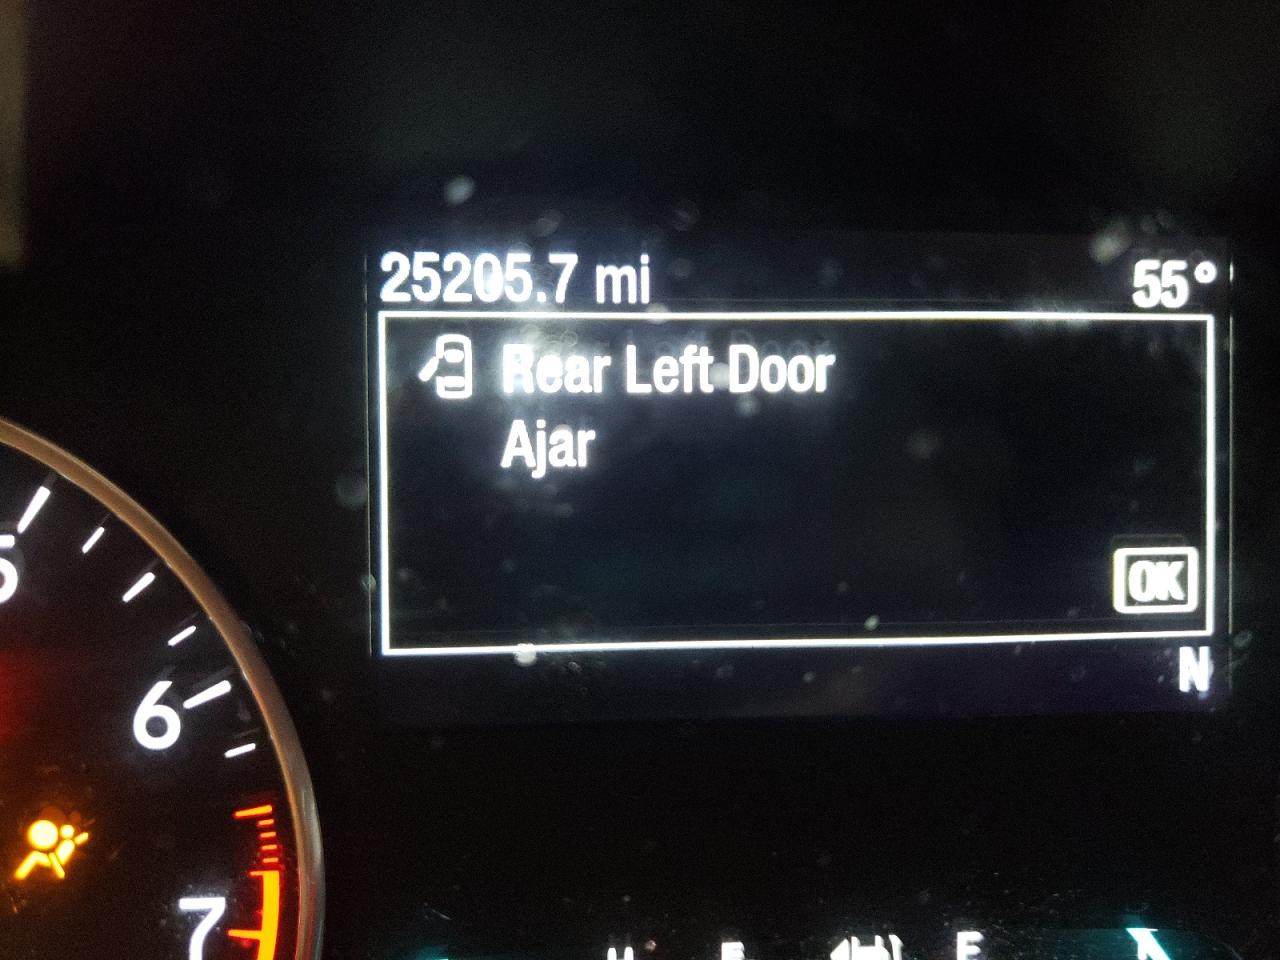 25205.7 mi 55°
Rear Left Door
Ajar
OK
N
5
6
7
H F F